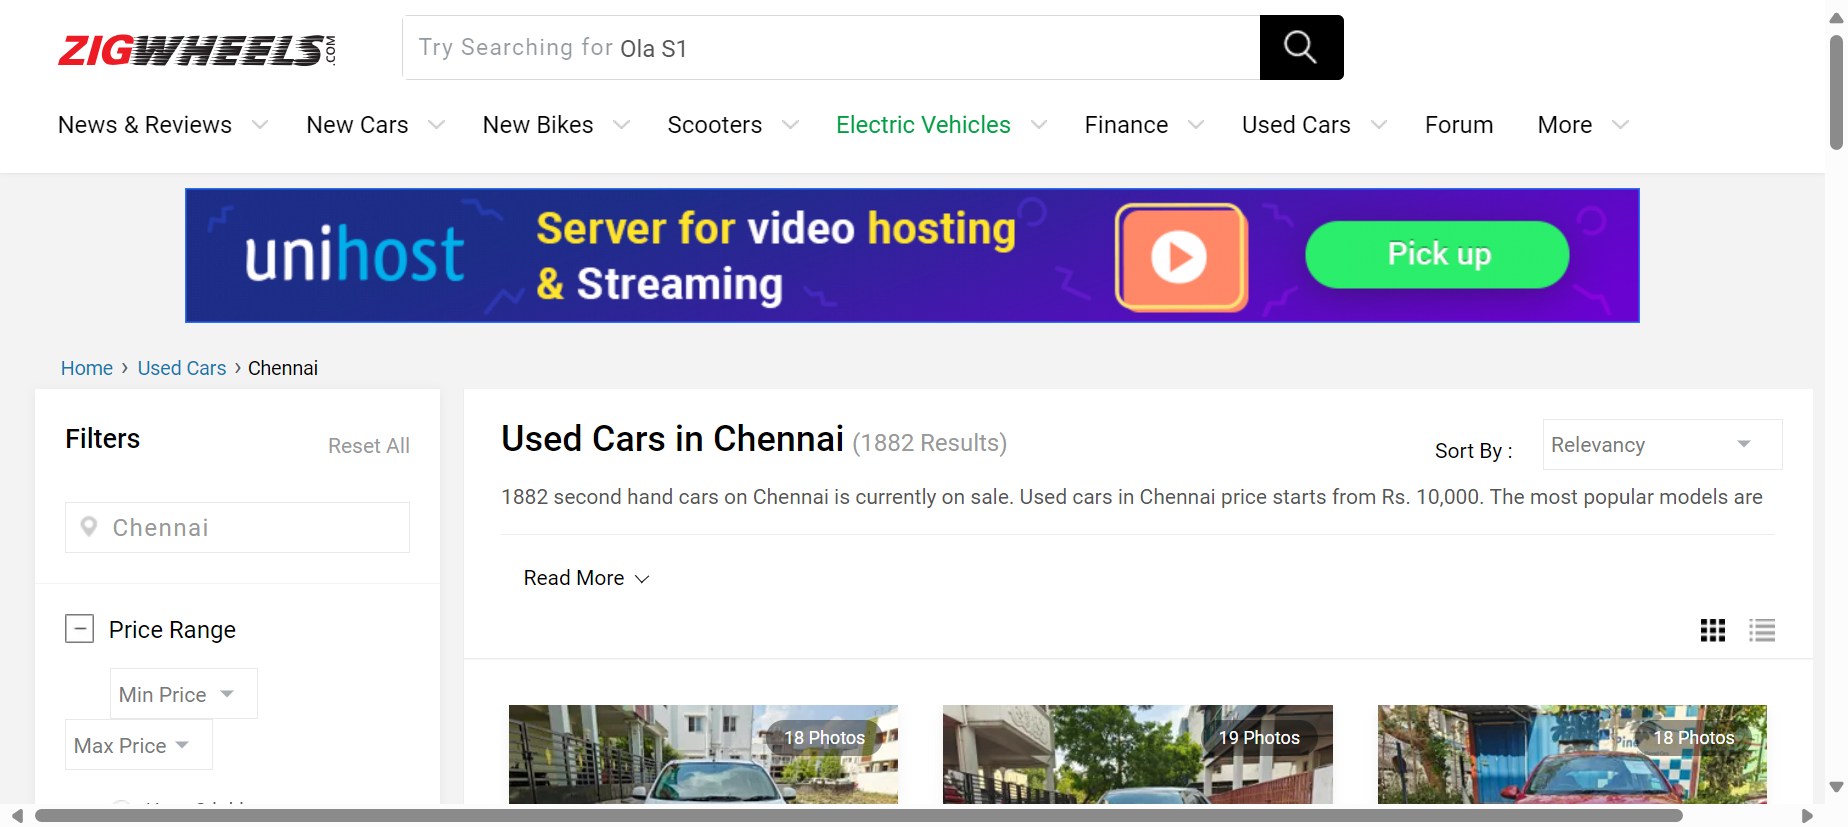 ZIGWHEELS.COM
Try Searching for Ola S1
News & Reviews New Cars New Bikes Scooters Electric Vehicles Finance Used Cars Forum More
unihost
Server for video hosting
& Streaming
Pick up
Home › Used Cars › Chennai
Filters
Reset All
Chennai
Price Range
Min Price
Max Price
Used Cars in Chennai (1882 Results)
Sort By :
Relevancy
1882 second hand cars on Chennai is currently on sale. Used cars in Chennai price starts from Rs. 10,000. The most popular models are
Read More
18 Photos
19 Photos
18 Photos